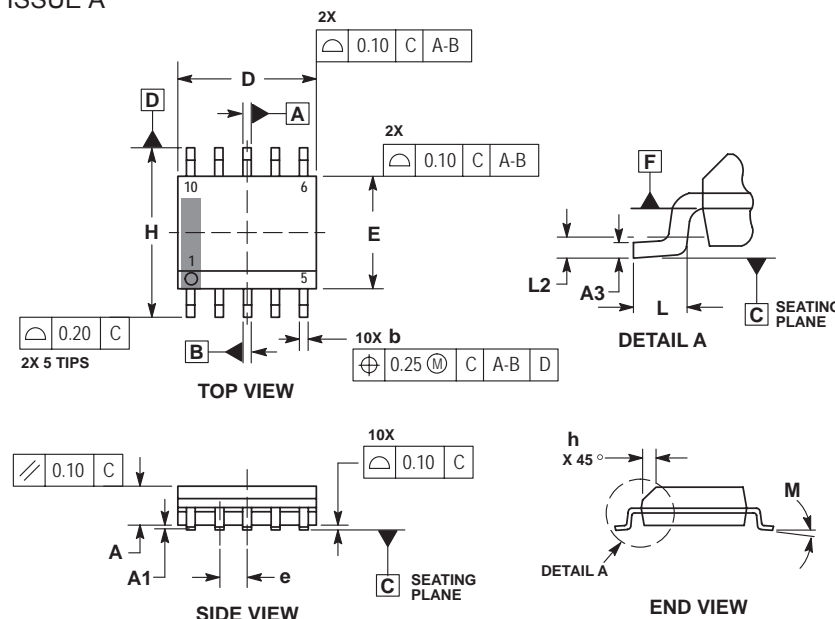 ISSUE A
2X
⌓ 0.10 C A-B
D
D
A
2X
⌓ 0.10 C A-B
10
6
H
E
1
5
⌓ 0.20 C
2X 5 TIPS
B
10X b
⌖ 0.25 Ⓜ C A-B D
TOP VIEW
F
L2
A3
L
C SEATING
PLANE
DETAIL A
⫽ 0.10 C
10X
⌓ 0.10 C
A
A1
e
C SEATING
PLANE
SIDE VIEW
h
X 45°
M
DETAIL A
END VIEW